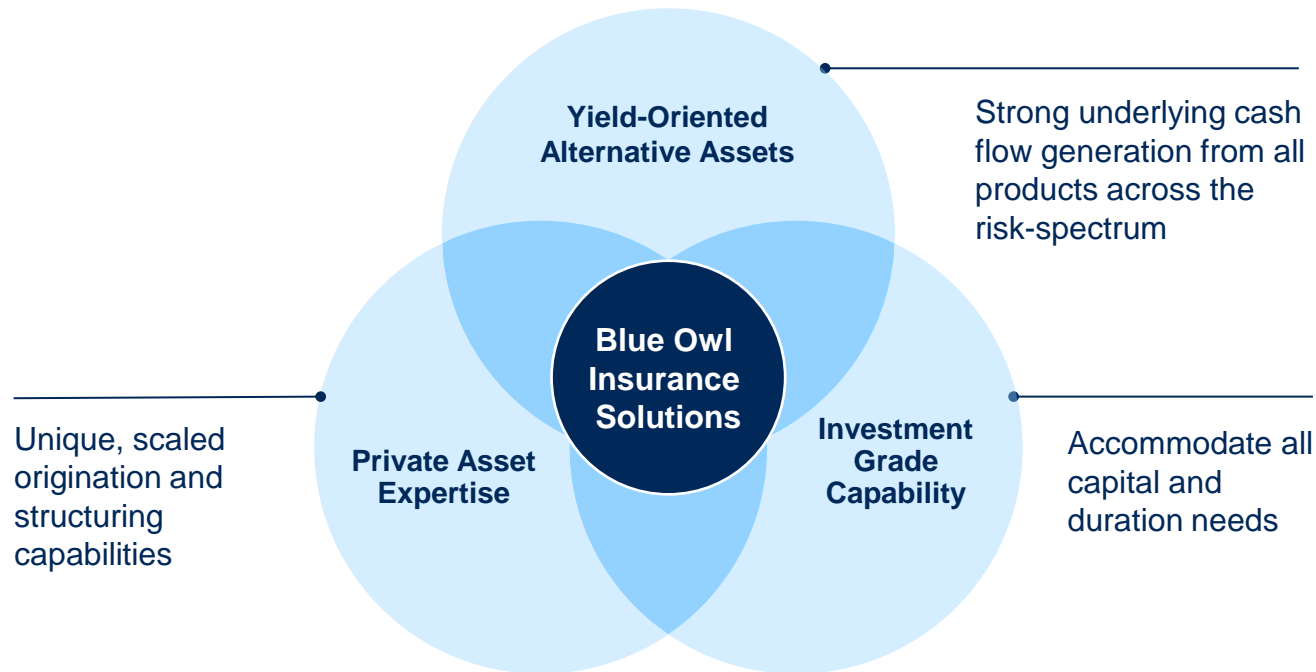 Yield-Oriented
Alternative Assets
Strong underlying cash
flow generation from all
products across the
risk-spectrum
Blue Owl
Insurance
Solutions
Unique, scaled
origination and
structuring
capabilities
Private Asset
Expertise
Investment
Grade
Capability
Accommodate all
capital and
duration needs